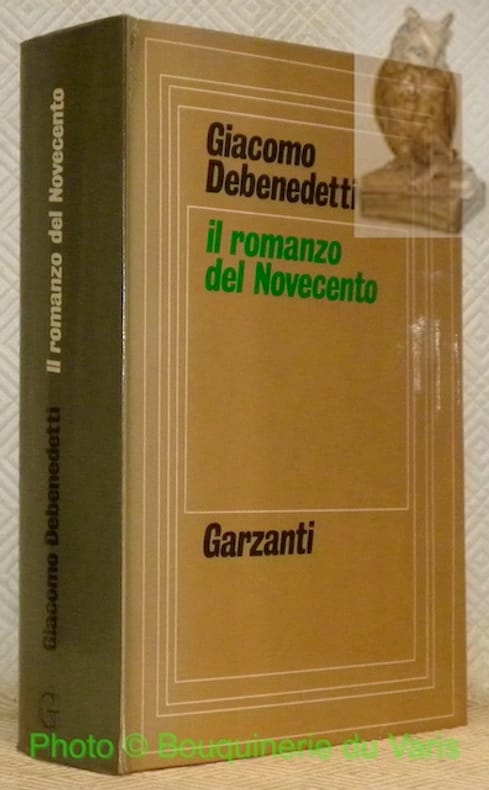 Giacomo
Debenedetti
il romanzo
del Novecento
Garzanti
Giacomo Debenedetti Il romanzo del Novecento
Photo © Bouquinerie du Varis